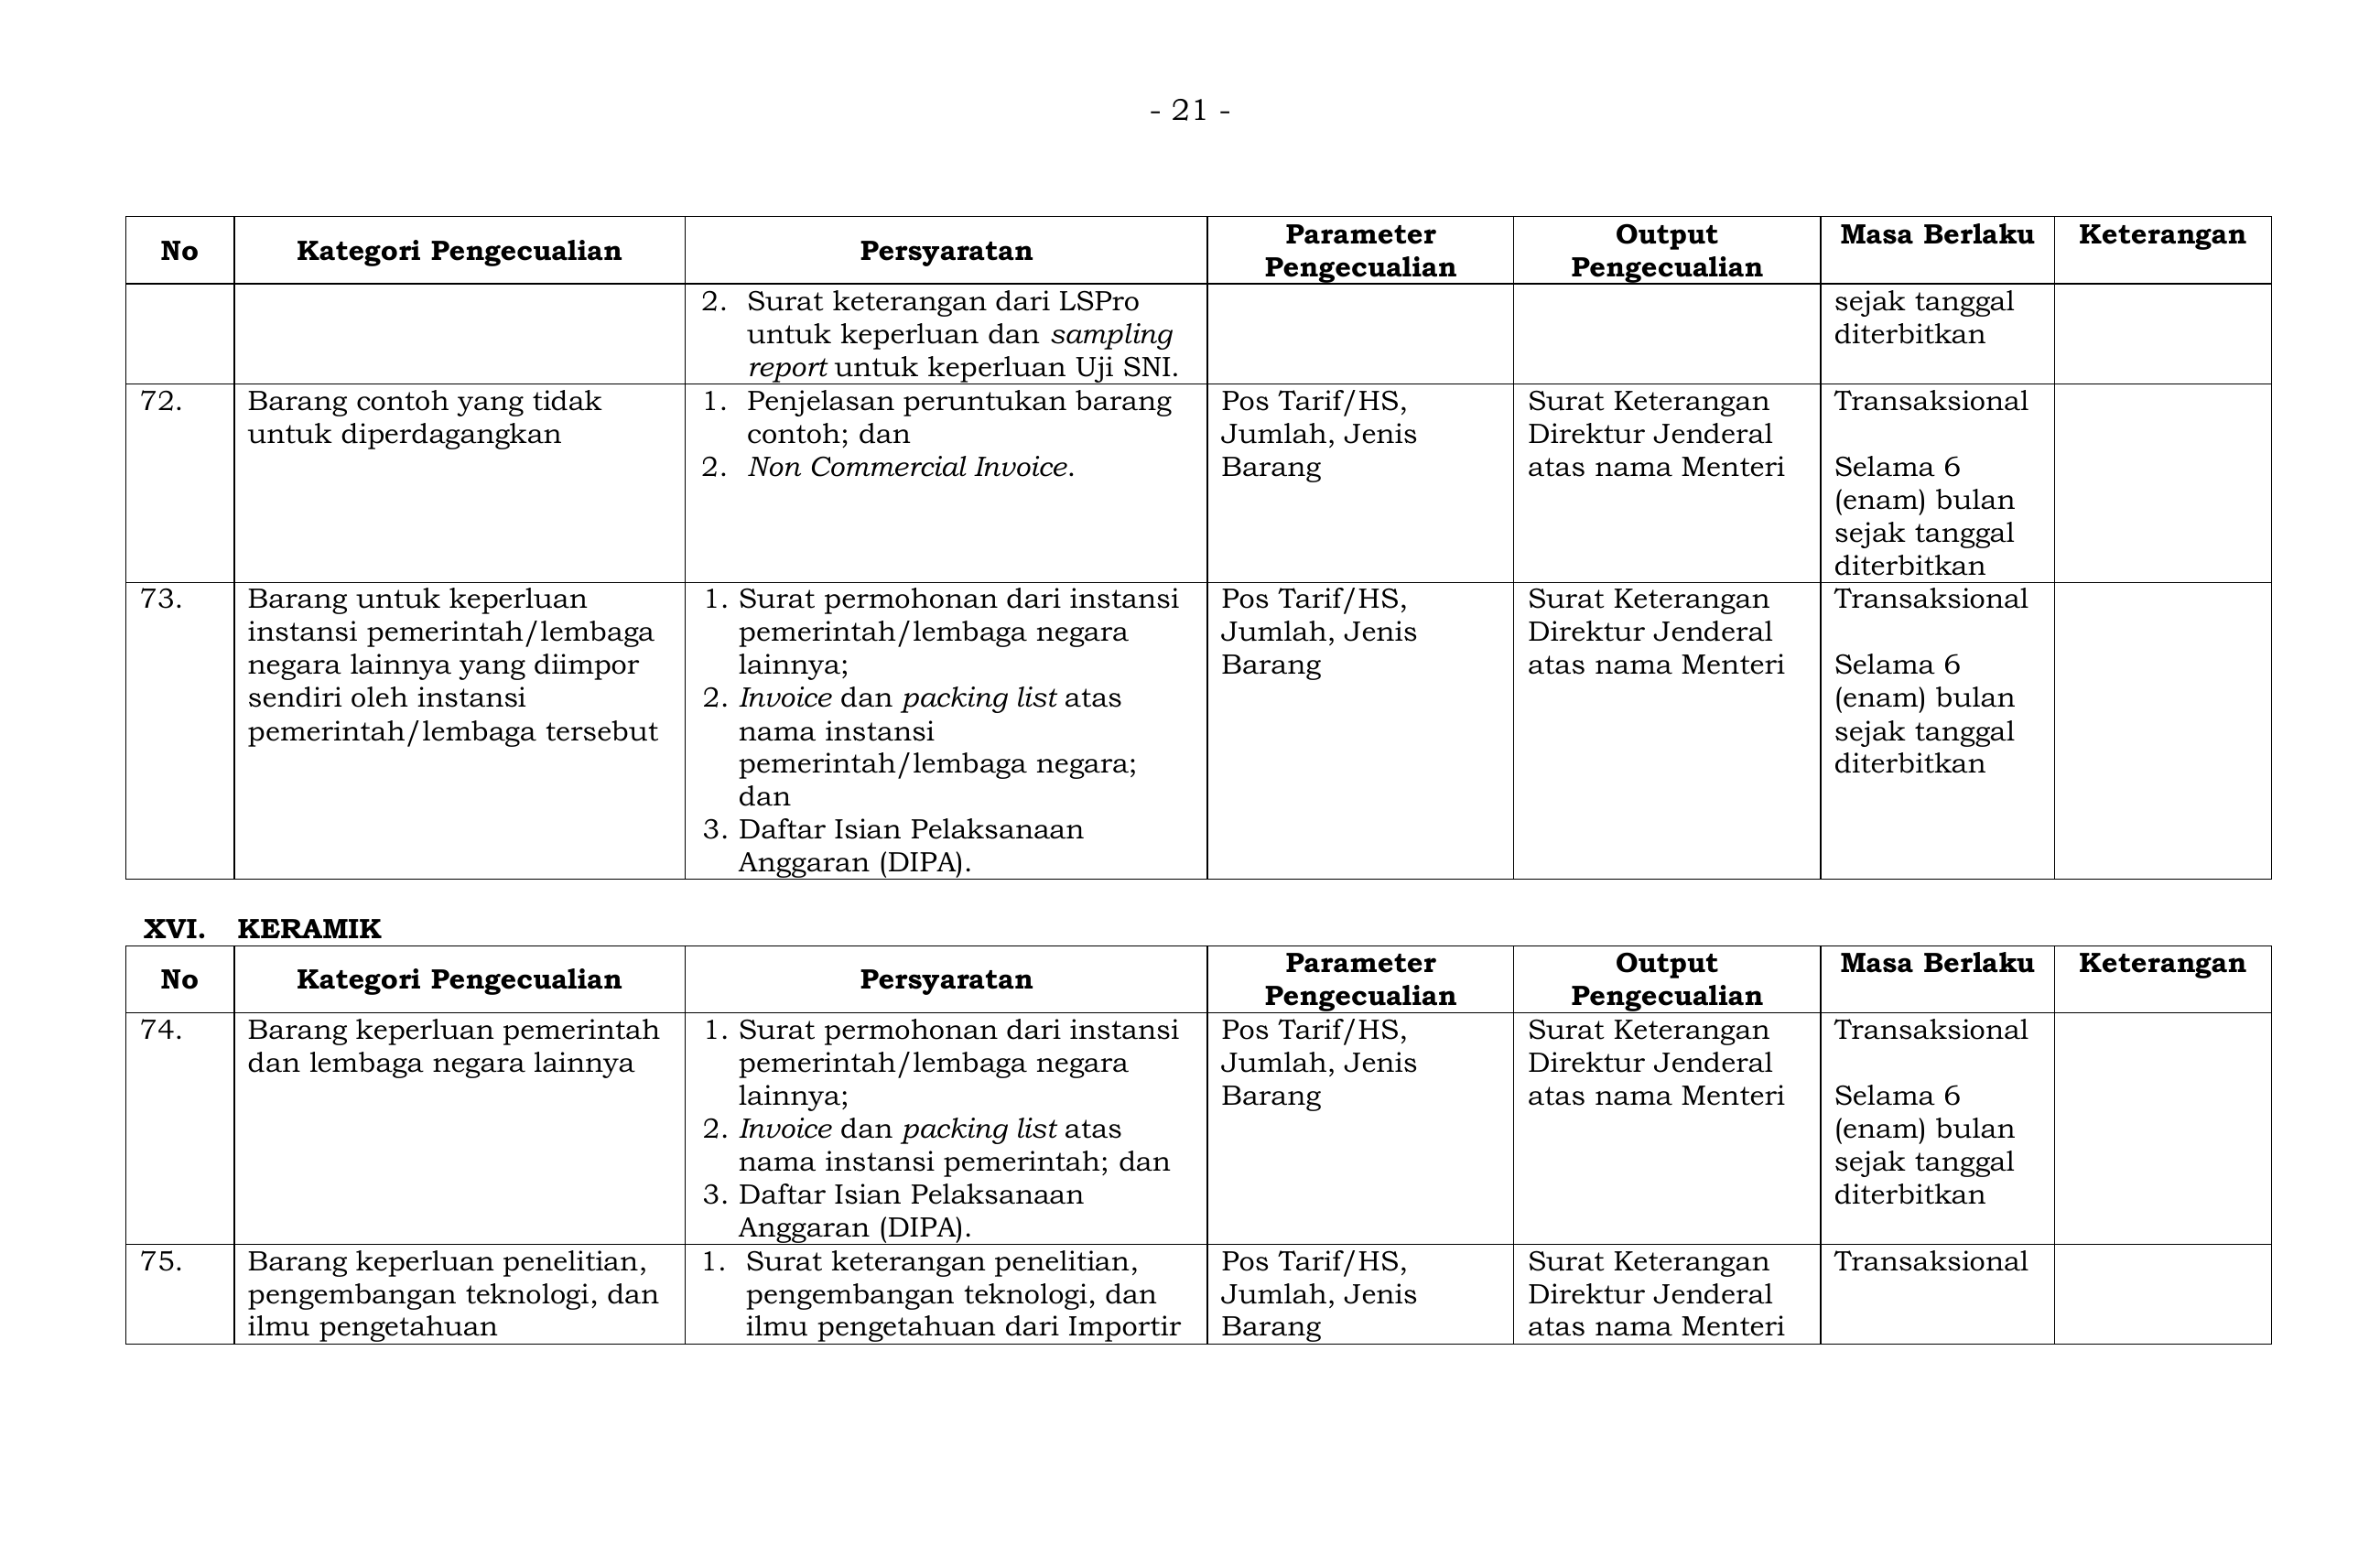 - 21 -
No
Kategori Pengecualian
Persyaratan
Parameter
Pengecualian
Output
Pengecualian
Masa Berlaku
Keterangan
2. Surat keterangan dari LSPro
untuk keperluan dan sampling
report untuk keperluan Uji SNI.
sejak tanggal
diterbitkan
72.
Barang contoh yang tidak
untuk diperdagangkan
1. Penjelasan peruntukan barang
contoh; dan
2. Non Commercial Invoice.
Pos Tarif/HS,
Jumlah, Jenis
Barang
Surat Keterangan
Direktur Jenderal
atas nama Menteri
Transaksional
Selama 6
(enam) bulan
sejak tanggal
diterbitkan
73.
Barang untuk keperluan
instansi pemerintah/lembaga
negara lainnya yang diimpor
sendiri oleh instansi
pemerintah/lembaga tersebut
1. Surat permohonan dari instansi
pemerintah/lembaga negara
lainnya;
2. Invoice dan packing list atas
nama instansi
pemerintah/lembaga negara;
dan
3. Daftar Isian Pelaksanaan
Anggaran (DIPA).
Pos Tarif/HS,
Jumlah, Jenis
Barang
Surat Keterangan
Direktur Jenderal
atas nama Menteri
Transaksional
Selama 6
(enam) bulan
sejak tanggal
diterbitkan
XVI. KERAMIK
No
Kategori Pengecualian
Persyaratan
Parameter
Pengecualian
Output
Pengecualian
Masa Berlaku
Keterangan
74.
Barang keperluan pemerintah
dan lembaga negara lainnya
1. Surat permohonan dari instansi
pemerintah/lembaga negara
lainnya;
2. Invoice dan packing list atas
nama instansi pemerintah; dan
3. Daftar Isian Pelaksanaan
Anggaran (DIPA).
Pos Tarif/HS,
Jumlah, Jenis
Barang
Surat Keterangan
Direktur Jenderal
atas nama Menteri
Transaksional
Selama 6
(enam) bulan
sejak tanggal
diterbitkan
75.
Barang keperluan penelitian,
pengembangan teknologi, dan
ilmu pengetahuan
1. Surat keterangan penelitian,
pengembangan teknologi, dan
ilmu pengetahuan dari Importir
Pos Tarif/HS,
Jumlah, Jenis
Barang
Surat Keterangan
Direktur Jenderal
atas nama Menteri
Transaksional